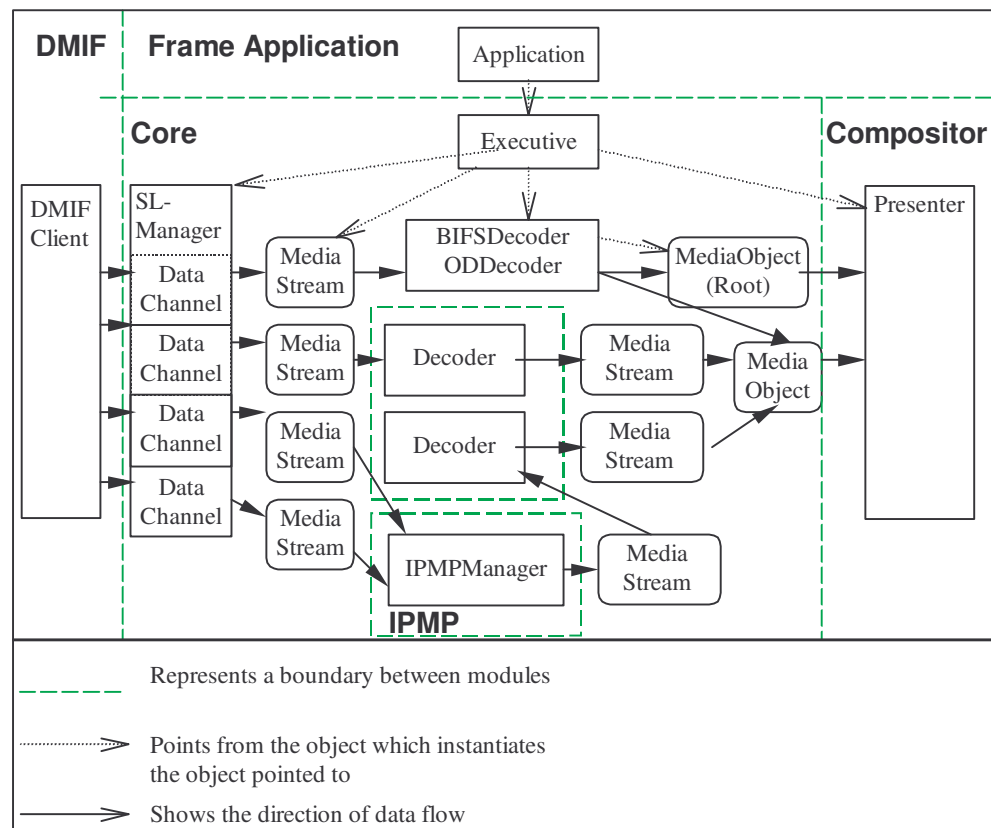 DMIF
Frame Application
Application
Core
Executive
Compositor
DMIF
Client
SL-
Manager
Data
Channel
Data
Channel
Data
Channel
Data
Channel
Media
Stream
Media
Stream
Media
Stream
Media
Stream
BIFSDecoder
ODDecoder
Decoder
Decoder
IPMPManager
IPMP
MediaObject
(Root)
Media
Stream
Media
Stream
Media
Stream
Media
Object
Presenter
Represents a boundary between modules
Points from the object which instantiates
the object pointed to
Shows the direction of data flow